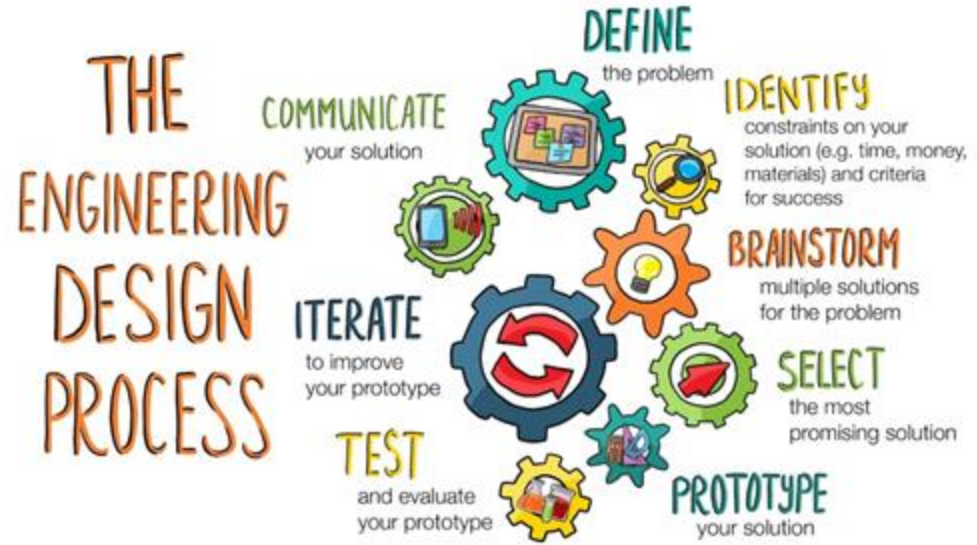 THE
ENGINEERING
DESIGN
PROCESS
DEFINE
the problem
IDENTIFY
constraints on your
solution (e.g. time, money,
materials) and criteria
for success
BRAINSTORM
multiple solutions
for the problem
SELECT
the most
promising solution
PROTOTYPE
your solution
TEST
and evaluate
your prototype
ITERATE
to improve
your prototype
COMMUNICATE
your solution